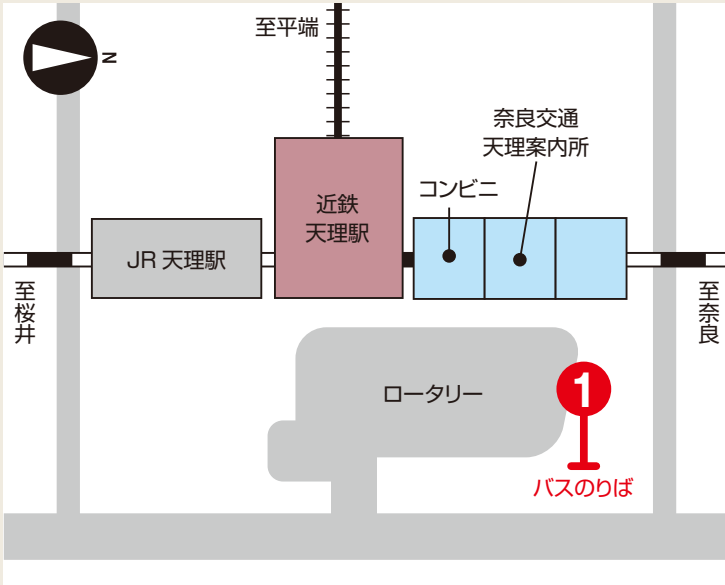 至平端
N
奈良交通
天理案内所
コンビニ
近鉄
天理駅
JR 天理駅
至桜井
至奈良
ロータリー
1
バスのりば